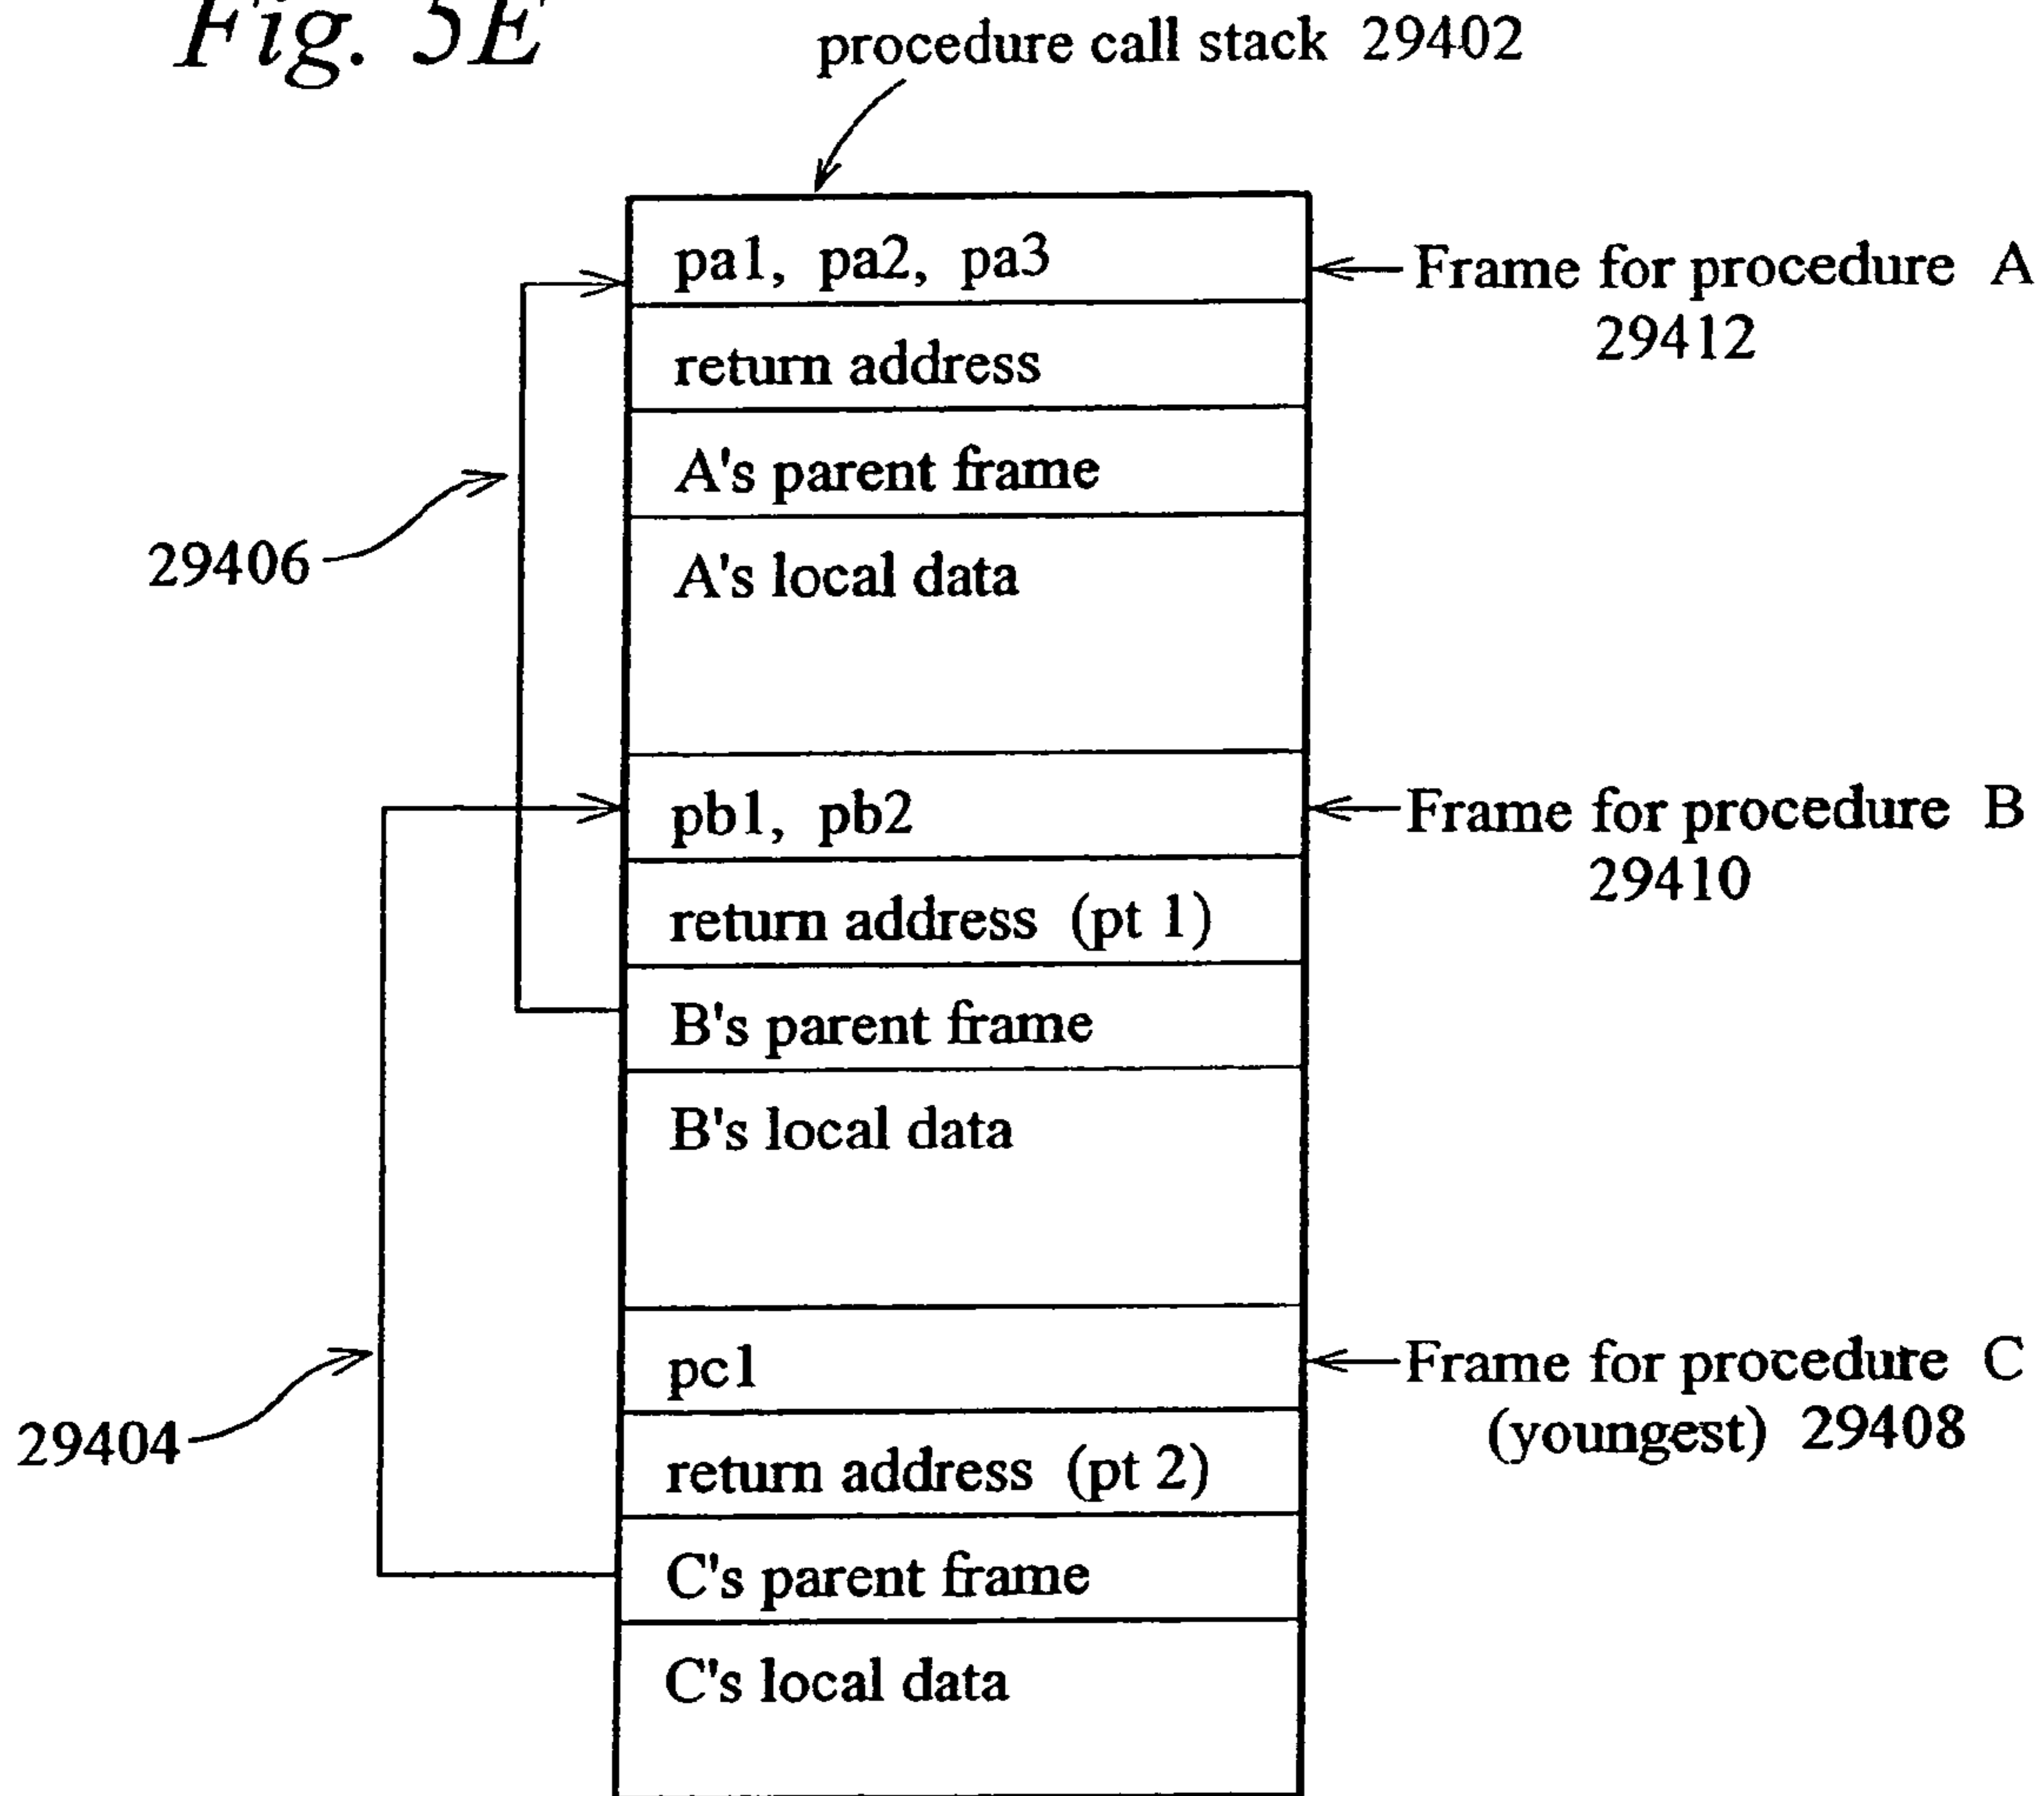 Fig. 5E
procedure call stack 29402
pa1, pa2, pa3
Frame for procedure A
29412
return address
A's parent frame
29406
A's local data
pb1, pb2
Frame for procedure B
29410
return address (pt 1)
B's parent frame
B's local data
pc1
Frame for procedure C
(youngest) 29408
29404
return address (pt 2)
C's parent frame
C's local data